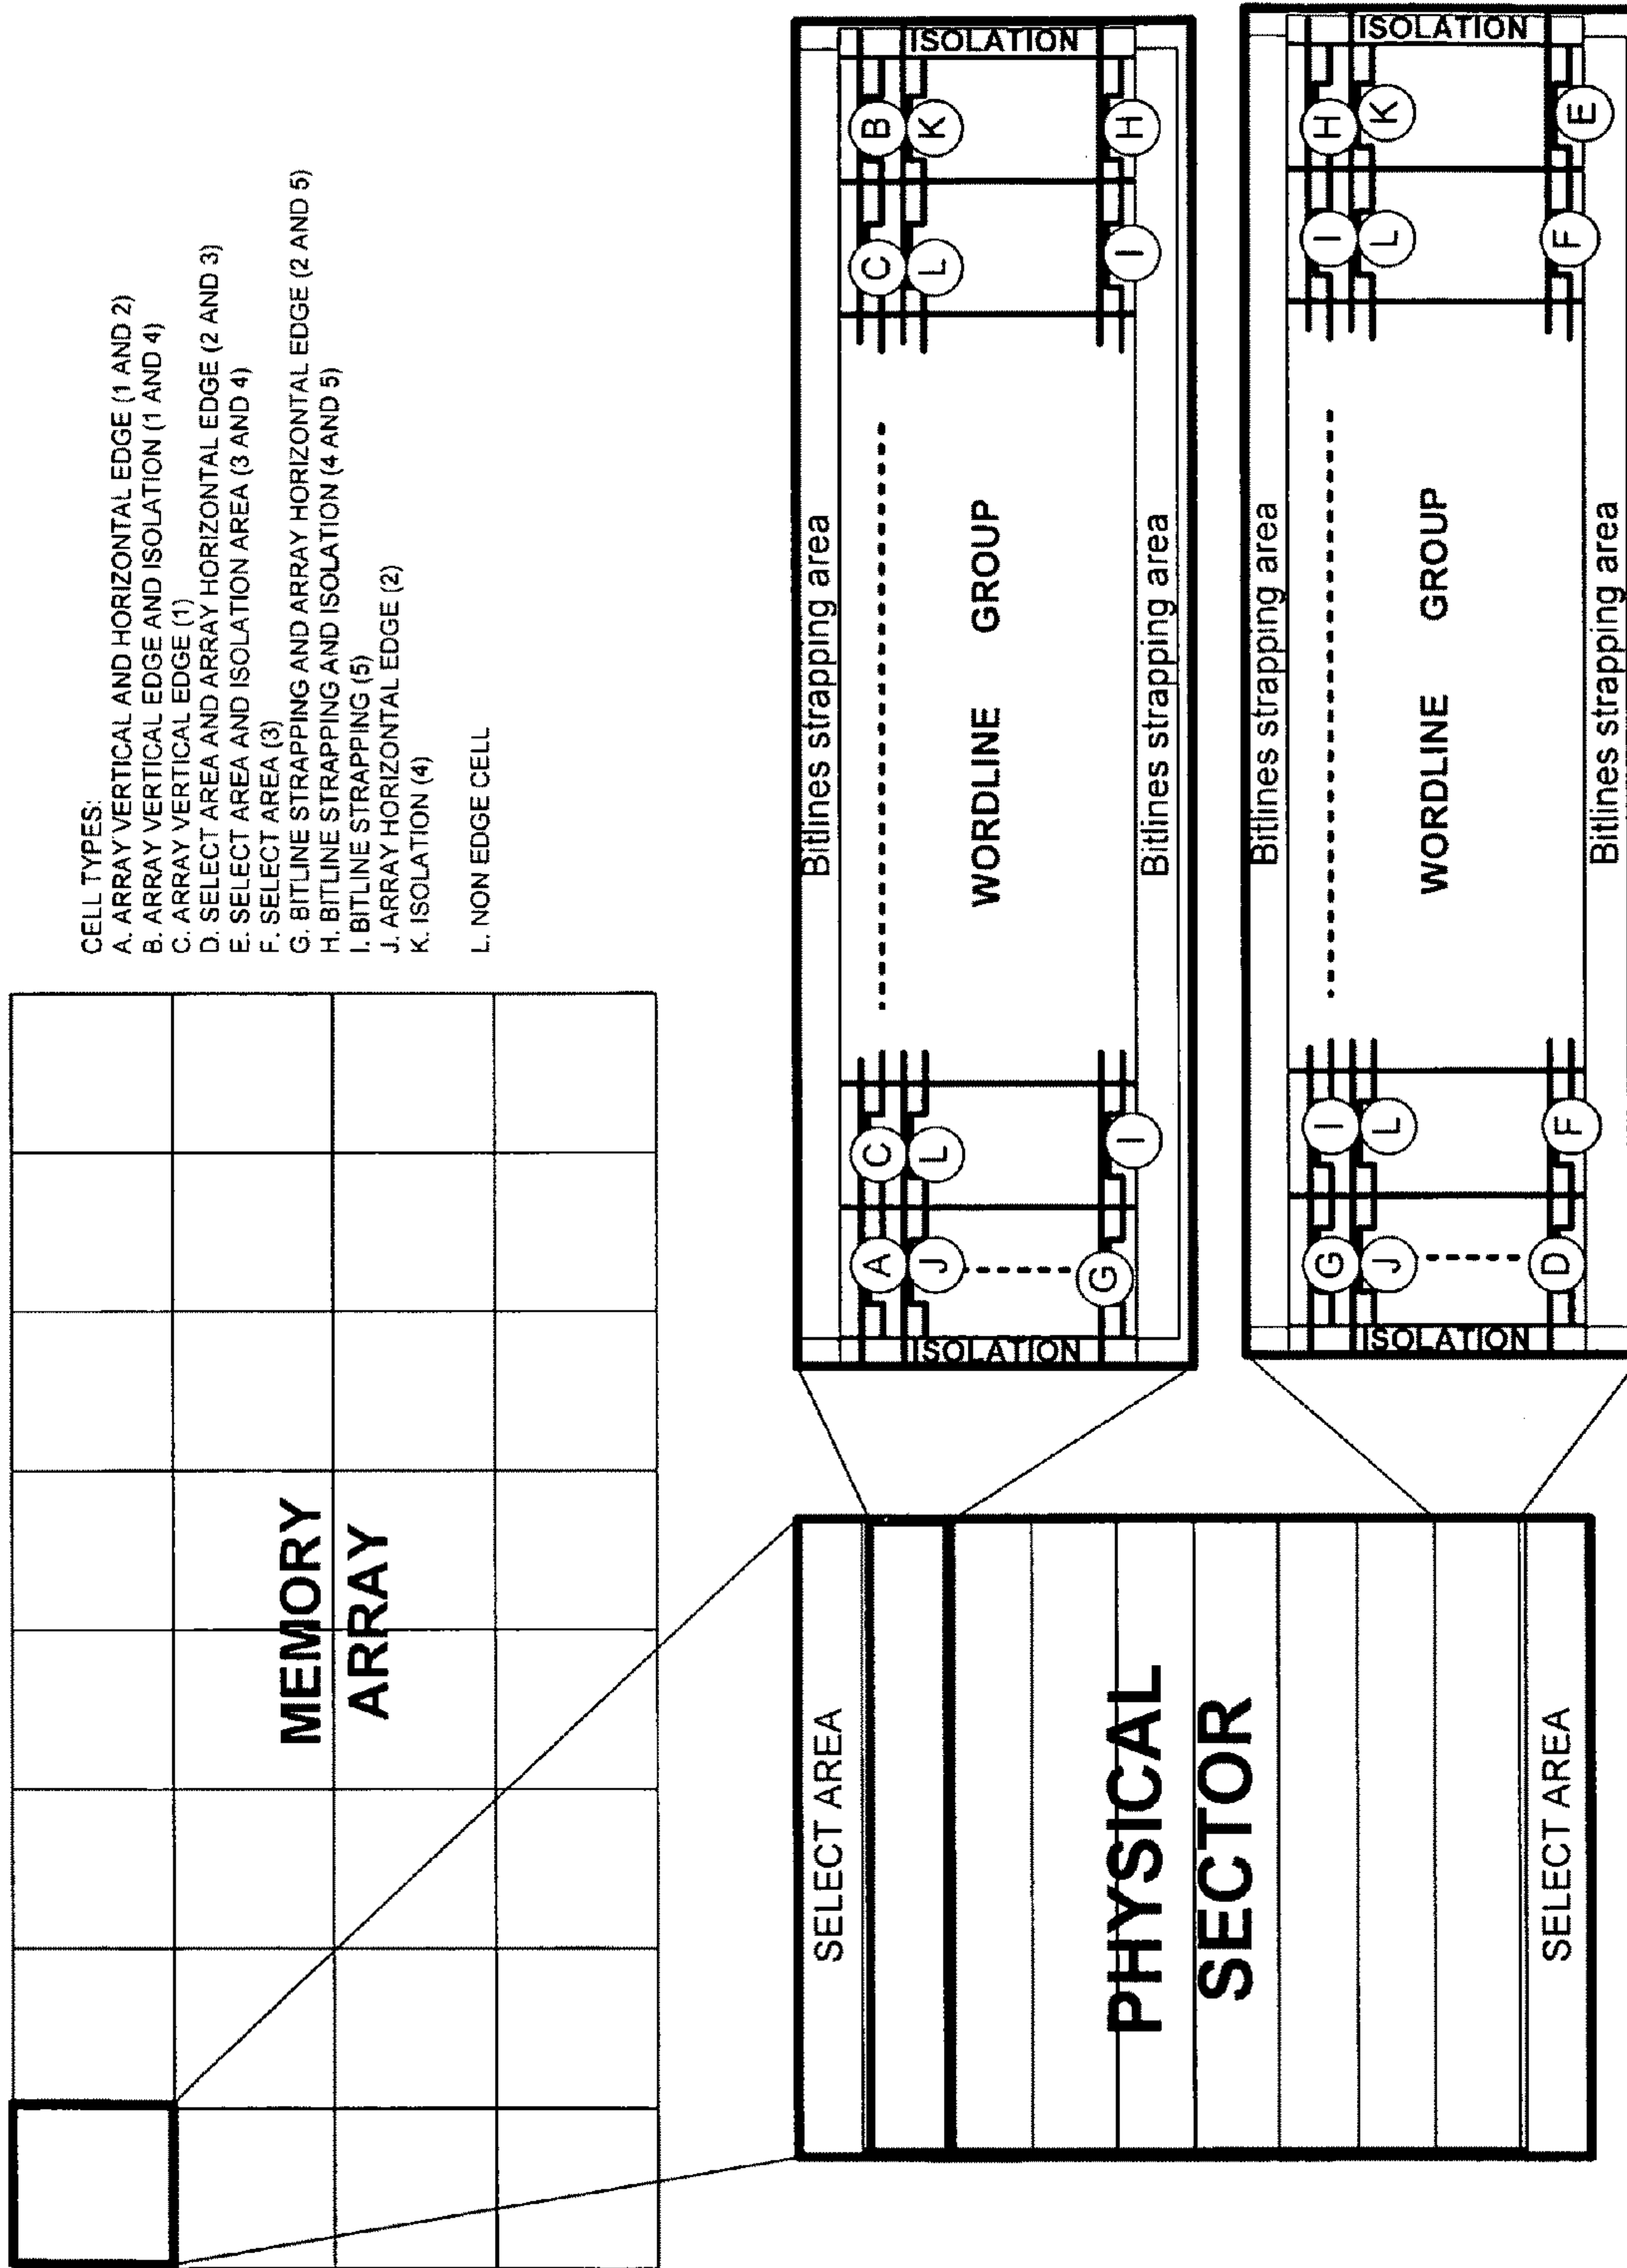 MEMORY
ARRAY
CELL TYPES:
A. ARRAY VERTICAL AND HORIZONTAL EDGE (1 AND 2)
B. ARRAY VERTICAL EDGE AND ISOLATION (1 AND 4)
C. ARRAY VERTICAL EDGE (1)
D. SELECT AREA AND ARRAY HORIZONTAL EDGE (2 AND 3)
E. SELECT AREA AND ISOLATION AREA (3 AND 4)
F. SELECT AREA (3)
G. BITLINE STRAPPING AND ARRAY HORIZONTAL EDGE (2 AND 5)
H. BITLINE STRAPPING AND ISOLATION (4 AND 5)
I. BITLINE STRAPPING (5)
J. ARRAY HORIZONTAL EDGE (2)
K. ISOLATION (4)
L. NON EDGE CELL
SELECT AREA
PHYSICAL
SECTOR
SELECT AREA
Bitlines strapping area
A C C B
J L L K
ISOLATION
WORDLINE GROUP
ISOLATION
G I I H
Bitlines strapping area
Bitlines strapping area
G I I H
J L L K
ISOLATION
WORDLINE GROUP
ISOLATION
D F F E
Bitlines strapping area